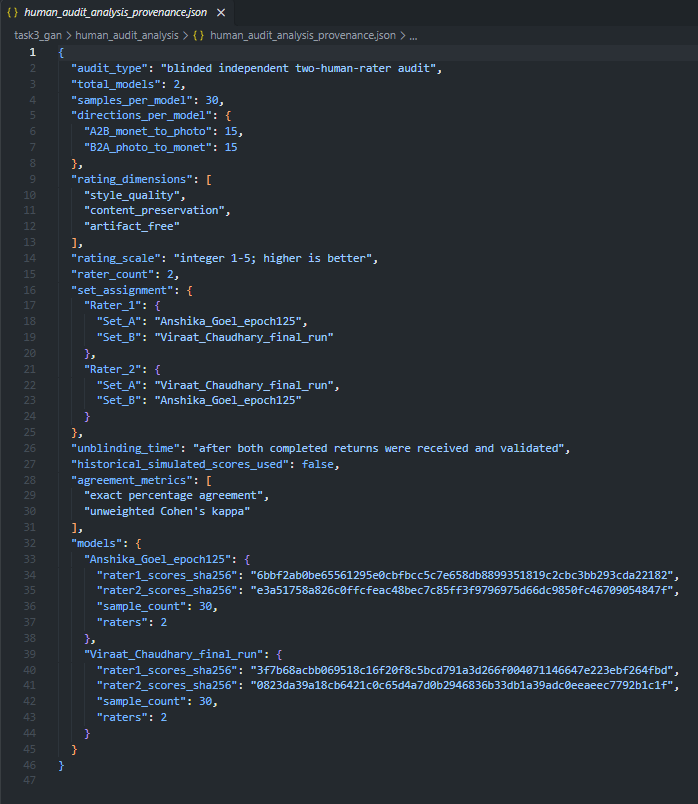 {} human_audit_analysis_provenance.json ×
task3_gan > human_audit_analysis > {} human_audit_analysis_provenance.json > ...
1 {
2 "audit_type": "blinded independent two-human-rater audit",
3 "total_models": 2,
4 "samples_per_model": 30,
5 "directions_per_model": {
6 "A2B_monet_to_photo": 15,
7 "B2A_photo_to_monet": 15
8 },
9 "rating_dimensions": [
10 "style_quality",
11 "content_preservation",
12 "artifact_free"
13 ],
14 "rating_scale": "integer 1-5; higher is better",
15 "rater_count": 2,
16 "set_assignment": {
17 "Rater_1": {
18 "Set_A": "Anshika_Goel_epoch125",
19 "Set_B": "Viraat_Chaudhary_final_run"
20 },
21 "Rater_2": {
22 "Set_A": "Viraat_Chaudhary_final_run",
23 "Set_B": "Anshika_Goel_epoch125"
24 }
25 },
26 "unblinding_time": "after both completed returns were received and validated",
27 "historical_simulated_scores_used": false,
28 "agreement_metrics": [
29 "exact percentage agreement",
30 "unweighted Cohen's kappa"
31 ],
32 "models": {
33 "Anshika_Goel_epoch125": {
34 "rater1_scores_sha256": "6bbf2ab0be65561295e0cbfbcc5c7e658db8899351819c2cbc3bb293cda22182",
35 "rater2_scores_sha256": "e3a51758a826c0ffcfeac48bec7c85ff3f9796975d66dc9850fc46709054847f",
36 "sample_count": 30,
37 "raters": 2
38 },
39 "Viraat_Chaudhary_final_run": {
40 "rater1_scores_sha256": "3f7b68acbb069518c16f20f8c5bcd791a3d266f004071146647e223ebf264fbd",
41 "rater2_scores_sha256": "0823da39a18cb6421c0c65d4a7d0b2946836b33db1a39adc0eeaeec7792b1c1f",
42 "sample_count": 30,
43 "raters": 2
44 }
45 }
46 }
47